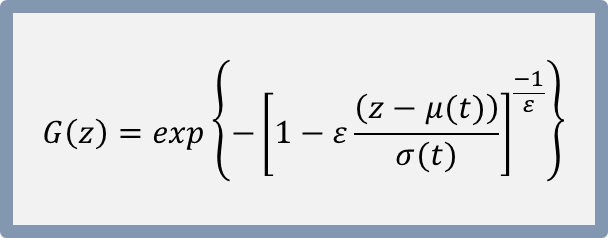 G(z) = exp{−[1 − ε (z − μ(t)) / σ(t)]^(−1/ε)}